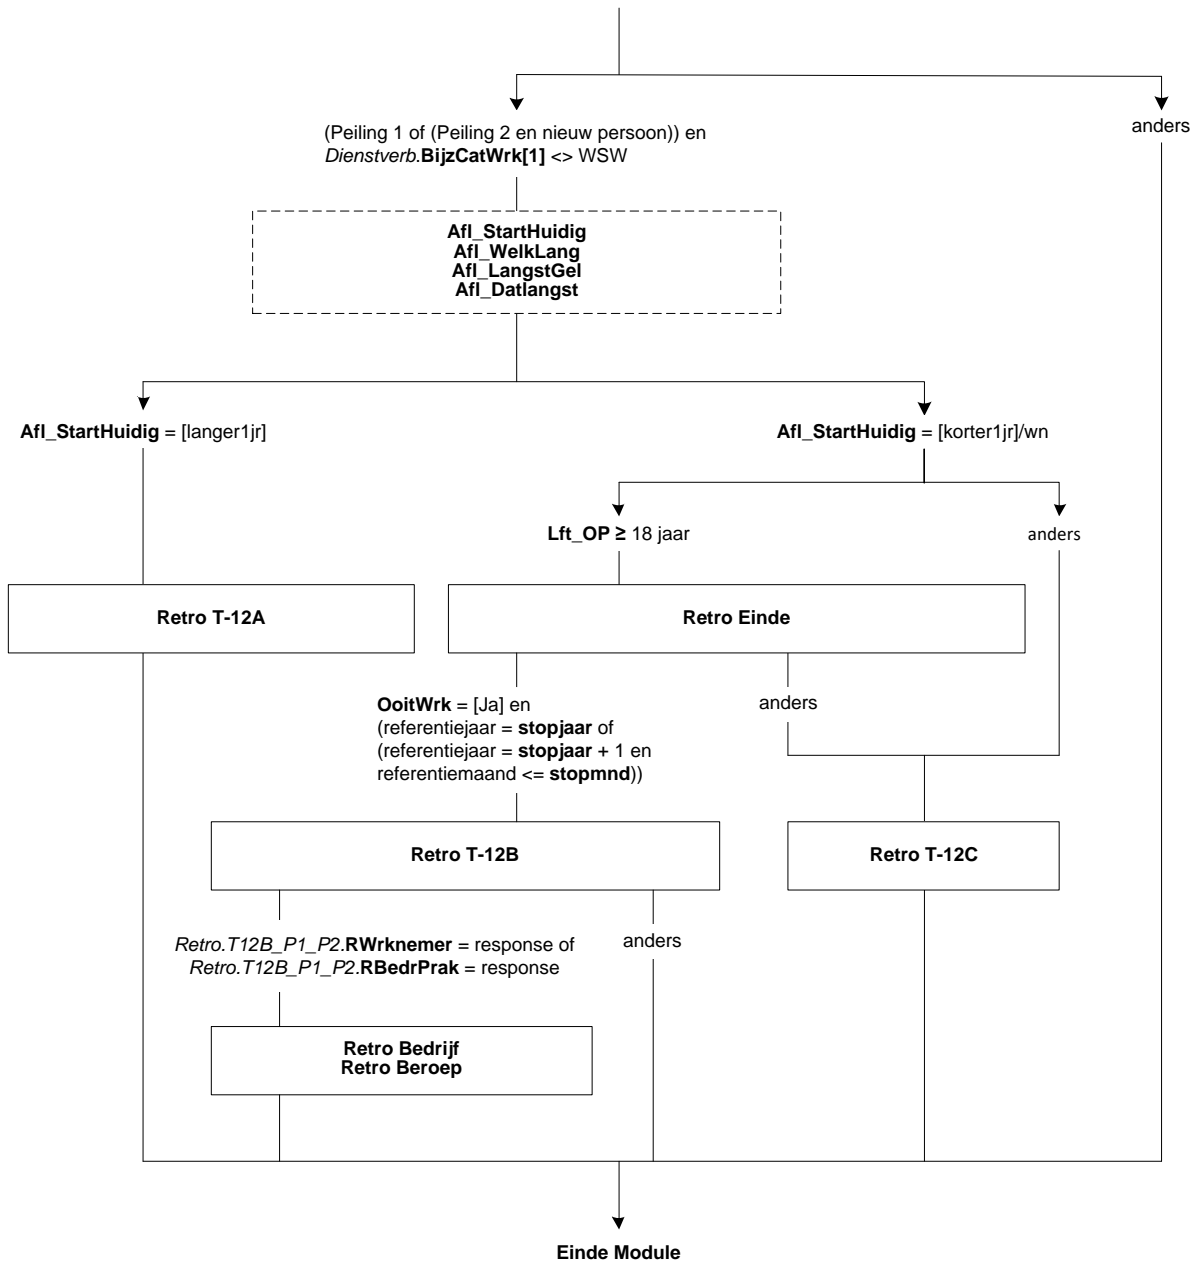 anders
(Peiling 1 of (Peiling 2 en nieuw persoon)) en
Dienstverb.BijzCatWrk[1] <> WSW
Afl_StartHuidig
Afl_WelkLang
Afl_LangstGel
Afl_Datlangst
Afl_StartHuidig = [langer1jr]
Afl_StartHuidig = [korter1jr]/wn
Lft_OP ≥ 18 jaar
anders
Retro T-12A
Retro Einde
OoitWrk = [Ja] en
(referentiejaar = stopjaar of
(referentiejaar = stopjaar + 1 en
referentiemaand <= stopmnd))
anders
Retro T-12B
Retro T-12C
Retro.T12B_P1_P2.RWrknemer = response of
Retro.T12B_P1_P2.RBedrPrak = response
anders
Retro Bedrijf
Retro Beroep
Einde Module